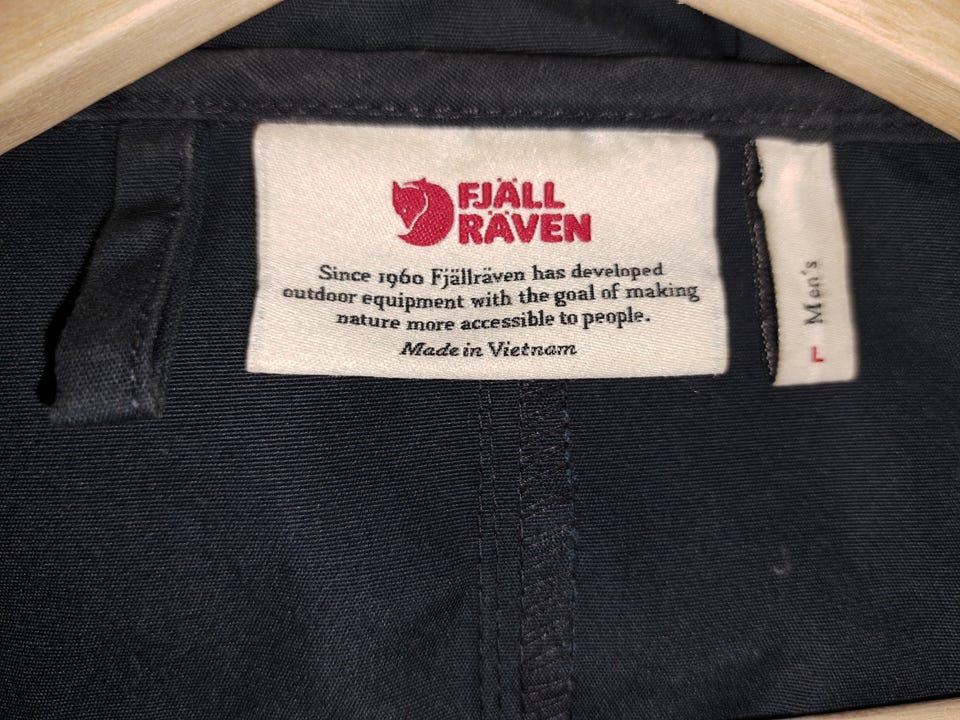 FJÄLL
RÄVEN
Since 1960 Fjällräven has developed
outdoor equipment with the goal of making
nature more accessible to people.
Made in Vietnam
Men's
L